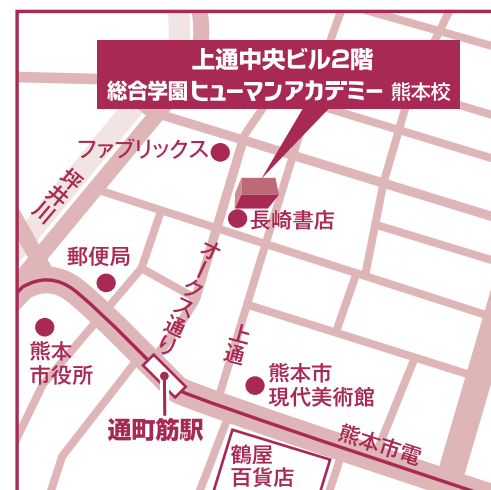 上通中央ビル2階
総合学園ヒューマンアカデミー 熊本校
ファブリックス
坪井川
長崎書店
郵便局
オークス通り
上通
熊本
市役所
熊本市
現代美術館
通町筋駅
熊本市電
鶴屋
百貨店